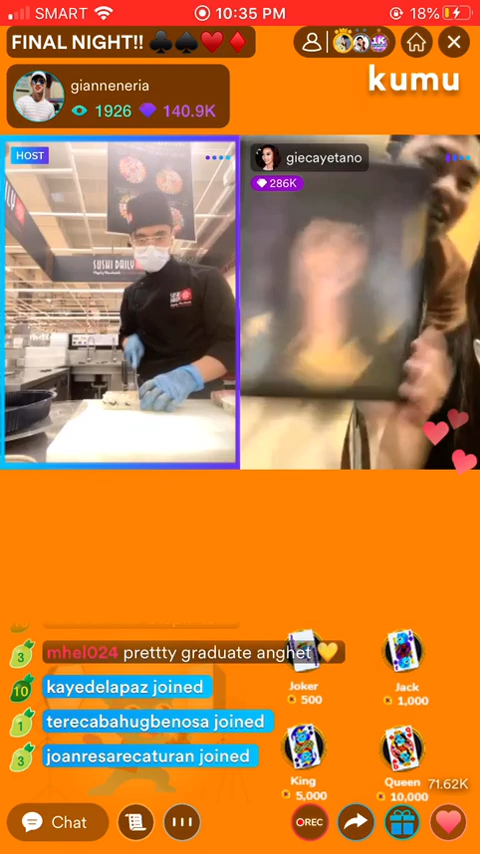 SMART 10:35 PM 18%
FINAL NIGHT!! ♣♠♥♦
1K
gianneneria
1926 140.9K
kumu
HOST
giecayetano
286K
SUSHI DAILY
3 mhel024 prettty graduate anghet 💛
10 kayedelapaz joined
1 terecabahugbenosa joined
3 joanresarecaturan joined
Joker
500
Jack
1,000
King
5,000
Queen
10,000
71.62K
Chat
REC